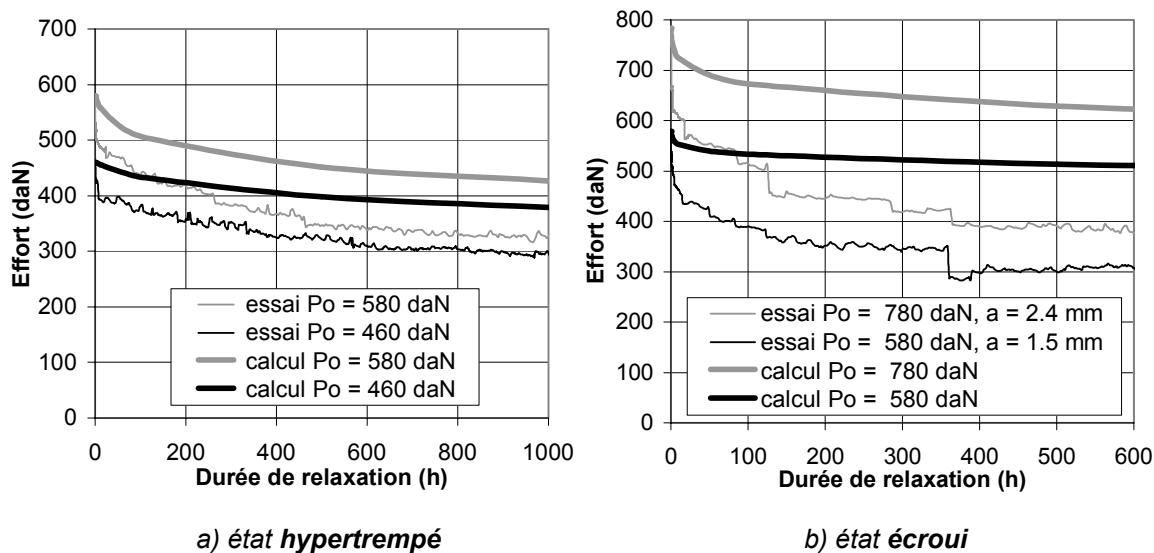 700
600
500
400
300
200
100
0
Effort (daN)
essai Po = 580 daN
essai Po = 460 daN
calcul Po = 580 daN
calcul Po = 460 daN
0 200 400 600 800 1000
Durée de relaxation (h)
a) état hypertrempé
800
700
600
500
400
300
200
100
0
Effort (daN)
essai Po = 780 daN, a = 2.4 mm
essai Po = 580 daN, a = 1.5 mm
calcul Po = 780 daN
calcul Po = 580 daN
0 100 200 300 400 500 600
Durée de relaxation (h)
b) état écroui